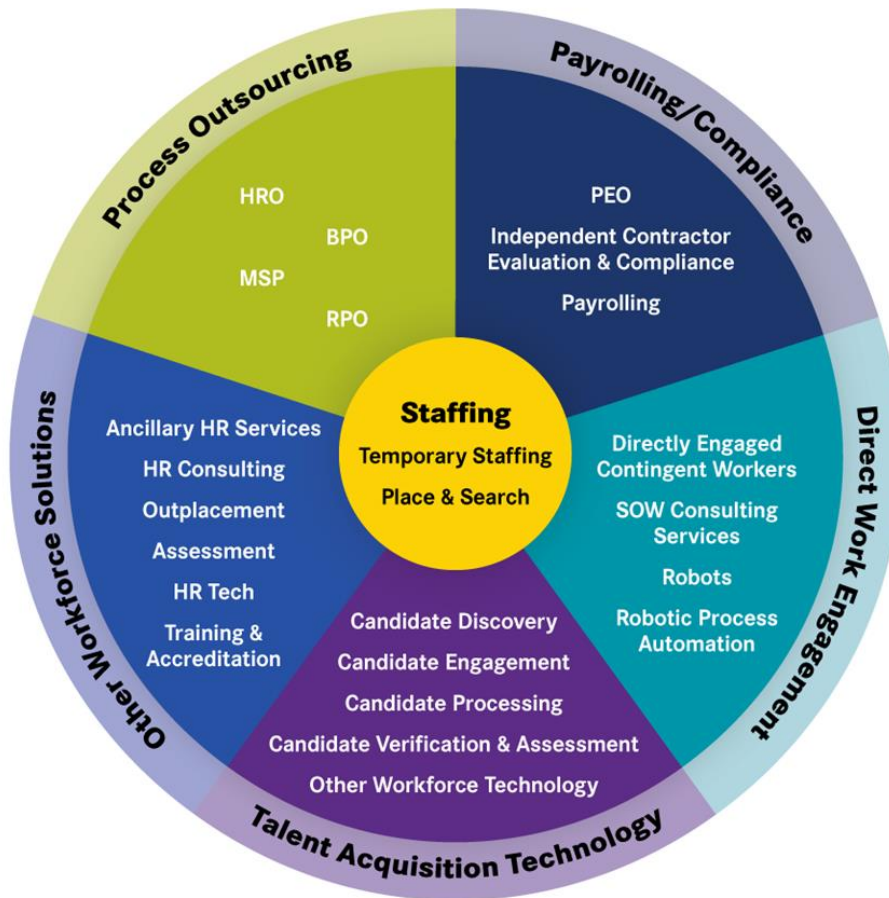 Process Outsourcing
HRO
BPO
MSP
RPO
Payrolling/Compliance
PEO
Independent Contractor
Evaluation & Compliance
Payrolling
Staffing
Temporary Staffing
Place & Search
Direct Work Engagement
Directly Engaged
Contingent Workers
SOW Consulting
Services
Robots
Robotic Process
Automation
Other Workforce Solutions
Ancillary HR Services
HR Consulting
Outplacement
Assessment
HR Tech
Training &
Accreditation
Candidate Discovery
Candidate Engagement
Candidate Processing
Candidate Verification & Assessment
Other Workforce Technology
Talent Acquisition Technology